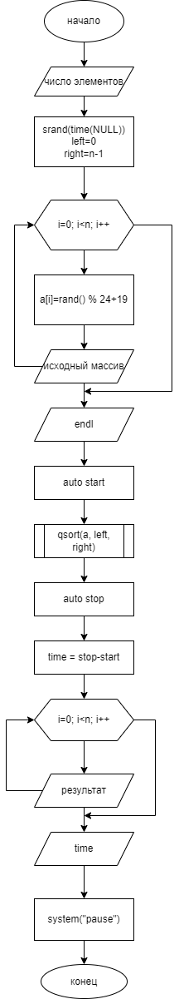 начало
число элементов
srand(time(NULL))
left=0
right=n-1
i=0; i<n; i++
a[i]=rand() % 24+19
исходный массив
endl
auto start
qsort(a, left,
right)
auto stop
time = stop-start
i=0; i<n; i++
результат
time
system("pause")
конец